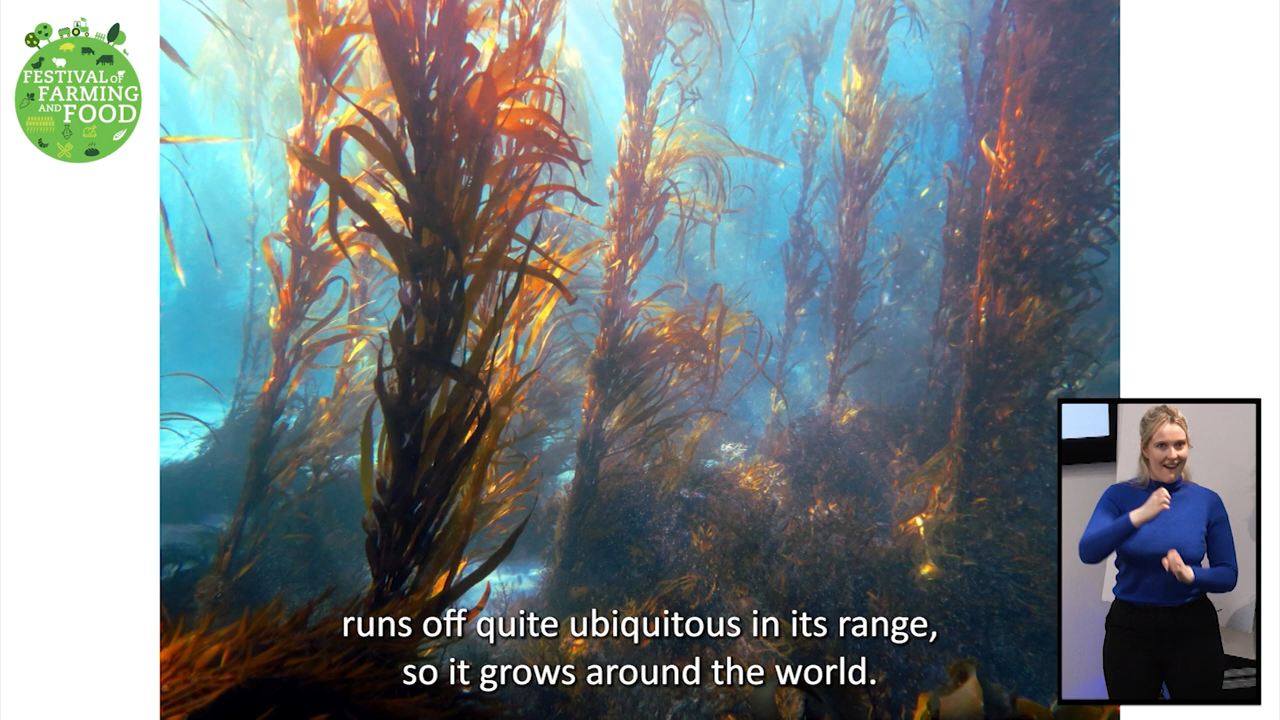 FESTIVAL of
FARMING
AND FOOD
runs off quite ubiquitous in its range,
so it grows around the world.